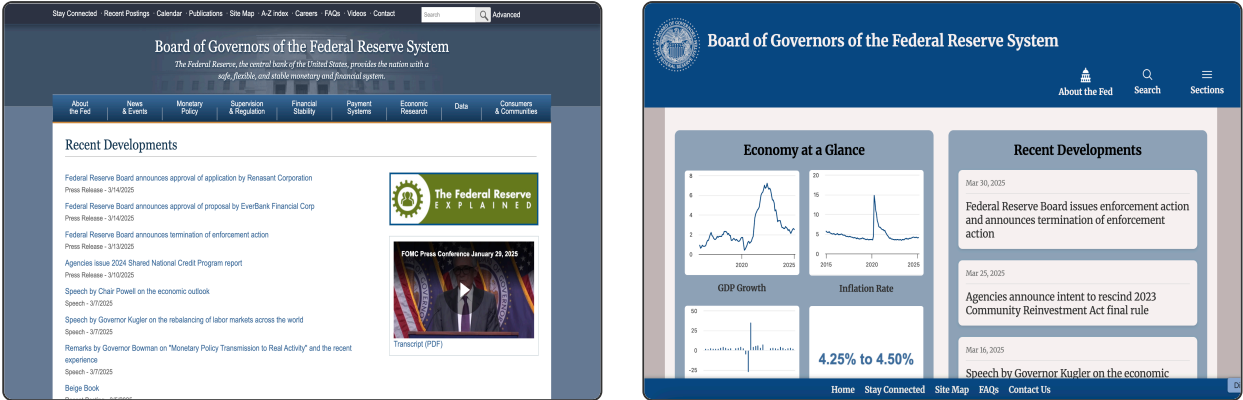 Stay Connected · Recent Postings · Calendar · Publications · Site Map · A-Z index · Careers · FAQs · Videos · Contact
Search
Advanced
Board of Governors of the Federal Reserve System
The Federal Reserve, the central bank of the United States, provides the nation with a
safe, flexible, and stable monetary and financial system.
About
the Fed
News
& Events
Monetary
Policy
Supervision
& Regulation
Financial
Stability
Payment
Systems
Economic
Research
Data
Consumers
& Communities
Recent Developments
Federal Reserve Board announces approval of application by Renasant Corporation
Press Release - 3/14/2025
Federal Reserve Board announces approval of proposal by EverBank Financial Corp
Press Release - 3/14/2025
Federal Reserve Board announces termination of enforcement action
Press Release - 3/13/2025
Agencies issue 2024 Shared National Credit Program report
Press Release - 3/10/2025
Speech by Chair Powell on the economic outlook
Speech - 3/7/2025
Speech by Governor Kugler on the rebalancing of labor markets across the world
Speech - 3/7/2025
Remarks by Governor Bowman on "Monetary Policy Transmission to Real Activity" and the recent
experience
Speech - 3/7/2025
Beige Book
The Federal Reserve
EXPLAINED
FOMC Press Conference January 29, 2025
Transcript (PDF)
Board of Governors of the Federal Reserve System
About the Fed
Search
Sections
Economy at a Glance
8
6
4
2
0
2020
2025
GDP Growth
20
15
10
5
0
2015
2020
2025
Inflation Rate
50
25
0
-25
4.25% to 4.50%
Recent Developments
Mar 30, 2025
Federal Reserve Board issues enforcement action
and announces termination of enforcement
action
Mar 25, 2025
Agencies announce intent to rescind 2023
Community Reinvestment Act final rule
Mar 16, 2025
Speech by Governor Kugler on the economic
Home
Stay Connected
Site Map
FAQs
Contact Us